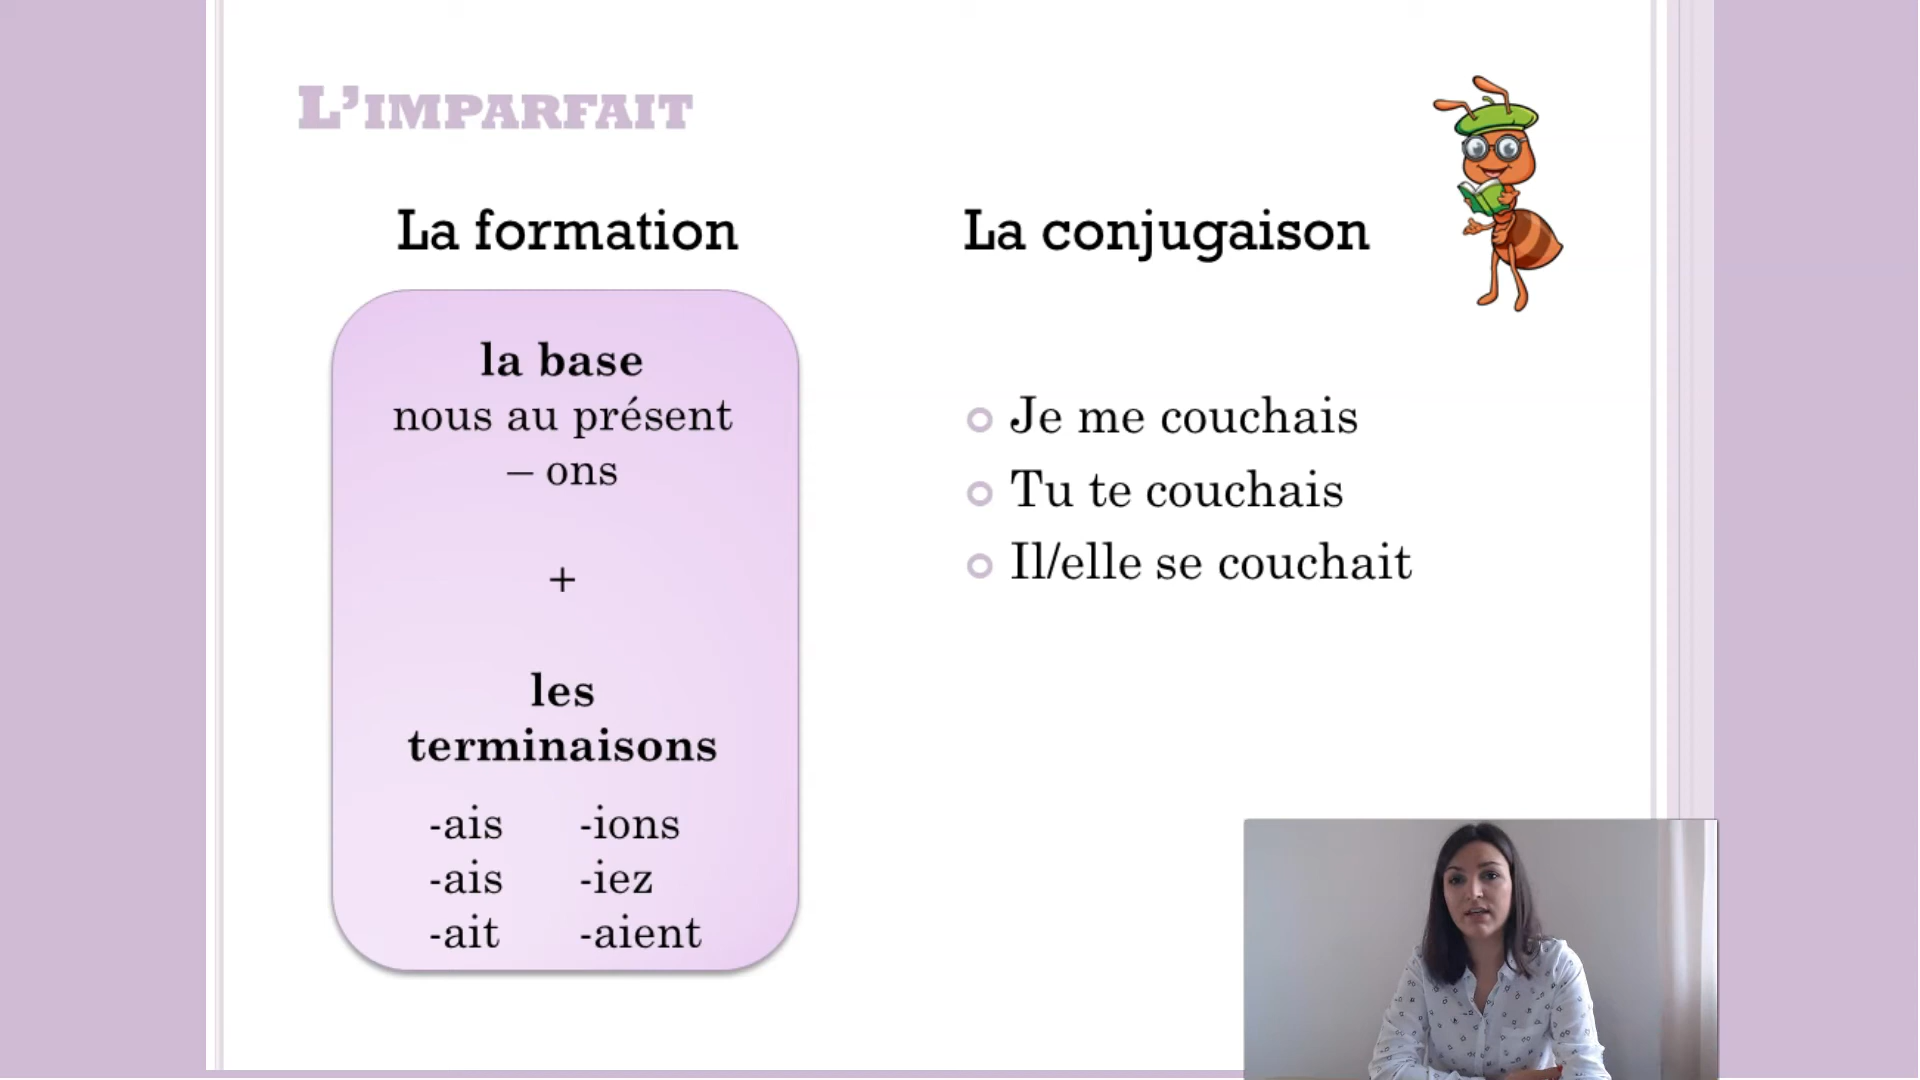 L'IMPARFAIT
La formation
la base
nous au présent
– ons
+
les
terminaisons
-ais -ions
-ais -iez
-ait -aient
La conjugaison
Je me couchais
Tu te couchais
Il/elle se couchait